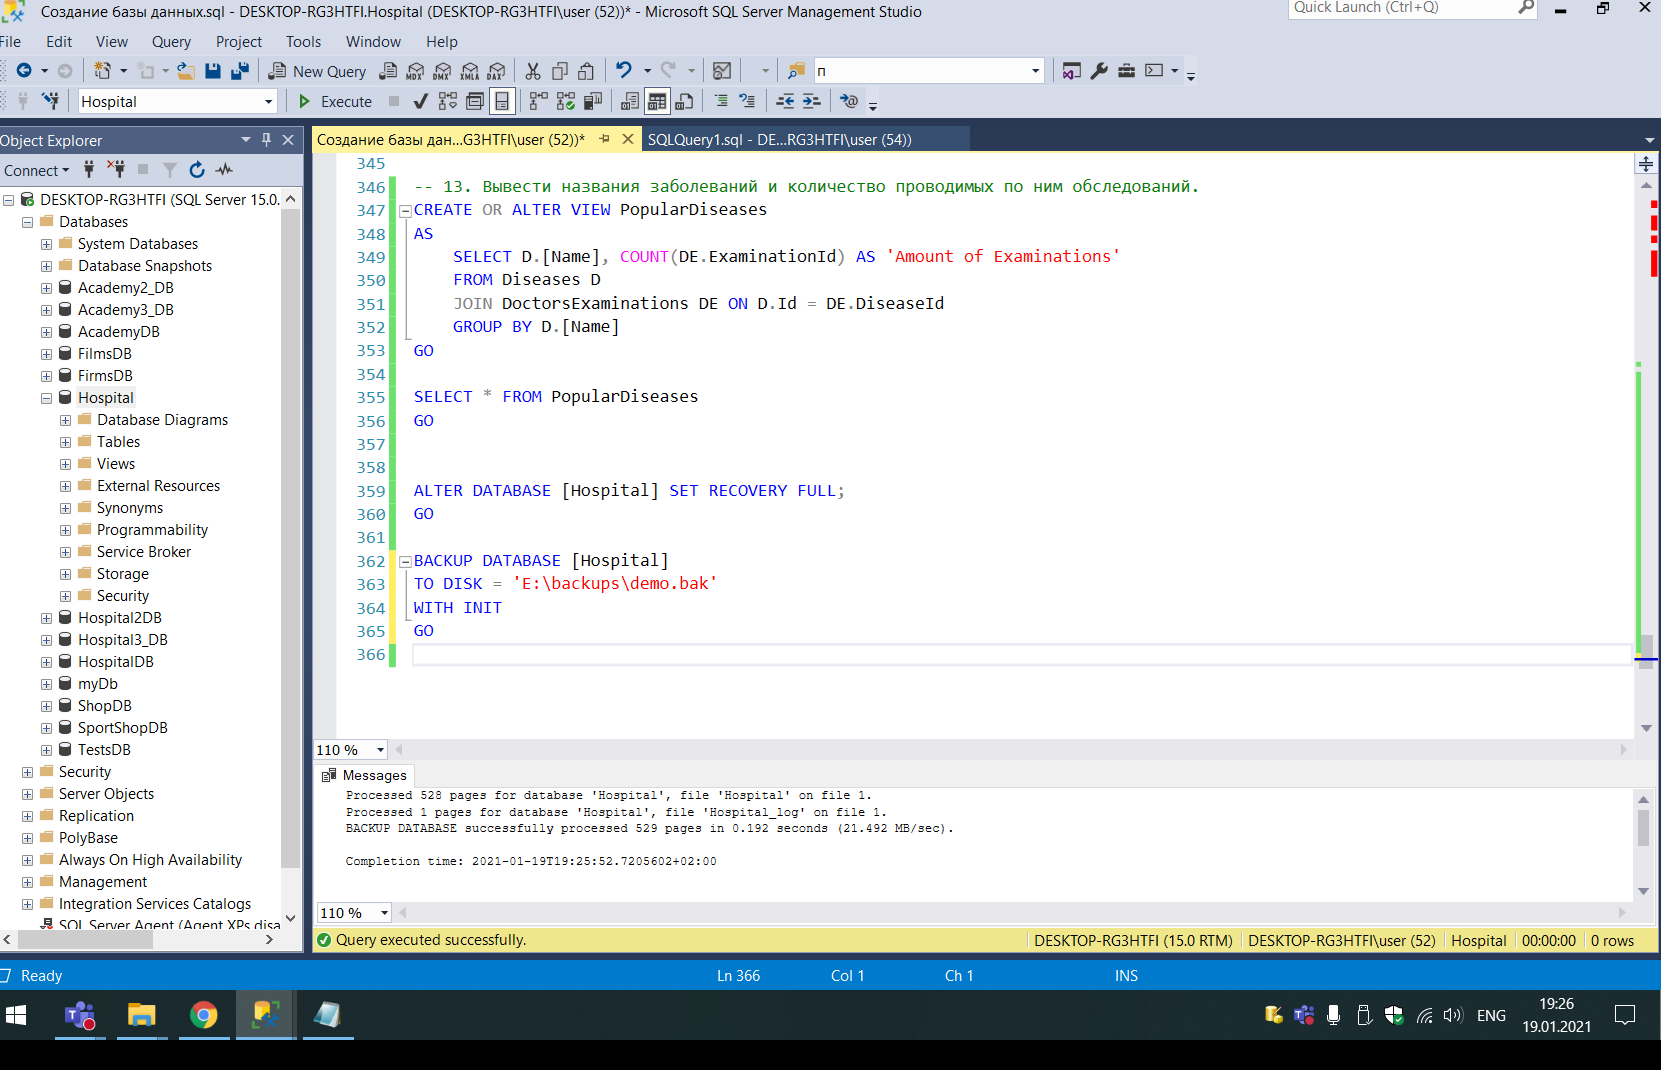 Создание базы данных.sql - DESKTOP-RG3HTFI.Hospital (DESKTOP-RG3HTFI\user (52))* - Microsoft SQL Server Management Studio
Quick Launch (Ctrl+Q)
File Edit View Query Project Tools Window Help
New Query MDX DMX XMLA DAX п
Hospital Execute
Object Explorer
Создание базы дан...G3HTFI\user (52))* SQLQuery1.sql - DE...RG3HTFI\user (54))
Connect
DESKTOP-RG3HTFI (SQL Server 15.0.
Databases
System Databases
Database Snapshots
Academy2_DB
Academy3_DB
AcademyDB
FilmsDB
FirmsDB
Hospital
Database Diagrams
Tables
Views
External Resources
Synonyms
Programmability
Service Broker
Storage
Security
Hospital2DB
Hospital3_DB
HospitalDB
myDb
ShopDB
SportShopDB
TestsDB
Security
Server Objects
Replication
PolyBase
Always On High Availability
Management
Integration Services Catalogs
SQL Server Agent (Agent XPs disa
345
346 -- 13. Вывести названия заболеваний и количество проводимых по ним обследований.
347 CREATE OR ALTER VIEW PopularDiseases
348 AS
349 SELECT D.[Name], COUNT(DE.ExaminationId) AS 'Amount of Examinations'
350 FROM Diseases D
351 JOIN DoctorsExaminations DE ON D.Id = DE.DiseaseId
352 GROUP BY D.[Name]
353 GO
354
355 SELECT * FROM PopularDiseases
356 GO
357
358
359 ALTER DATABASE [Hospital] SET RECOVERY FULL;
360 GO
361
362 BACKUP DATABASE [Hospital]
363 TO DISK = 'E:\backups\demo.bak'
364 WITH INIT
365 GO
366
110 %
Messages
Processed 528 pages for database 'Hospital', file 'Hospital' on file 1.
Processed 1 pages for database 'Hospital', file 'Hospital_log' on file 1.
BACKUP DATABASE successfully processed 529 pages in 0.192 seconds (21.492 MB/sec).
Completion time: 2021-01-19T19:25:52.7205602+02:00
110 %
Query executed successfully. DESKTOP-RG3HTFI (15.0 RTM) DESKTOP-RG3HTFI\user (52) Hospital 00:00:00 0 rows
Ready Ln 366 Col 1 Ch 1 INS
ENG 19:26
19.01.2021